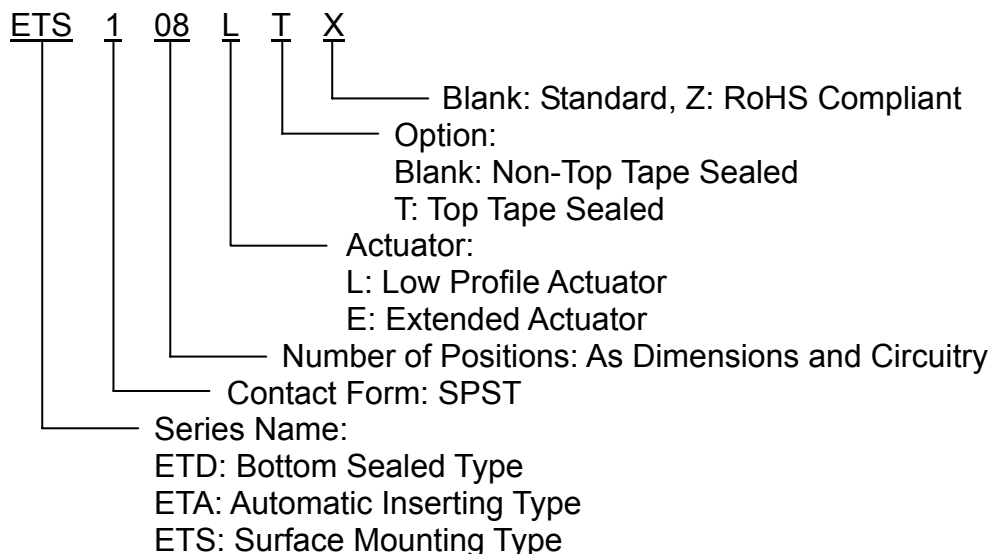 ETS 1 08 L T X
Blank: Standard, Z: RoHS Compliant
Option:
Blank: Non-Top Tape Sealed
T: Top Tape Sealed
Actuator:
L: Low Profile Actuator
E: Extended Actuator
Number of Positions: As Dimensions and Circuitry
Contact Form: SPST
Series Name:
ETD: Bottom Sealed Type
ETA: Automatic Inserting Type
ETS: Surface Mounting Type